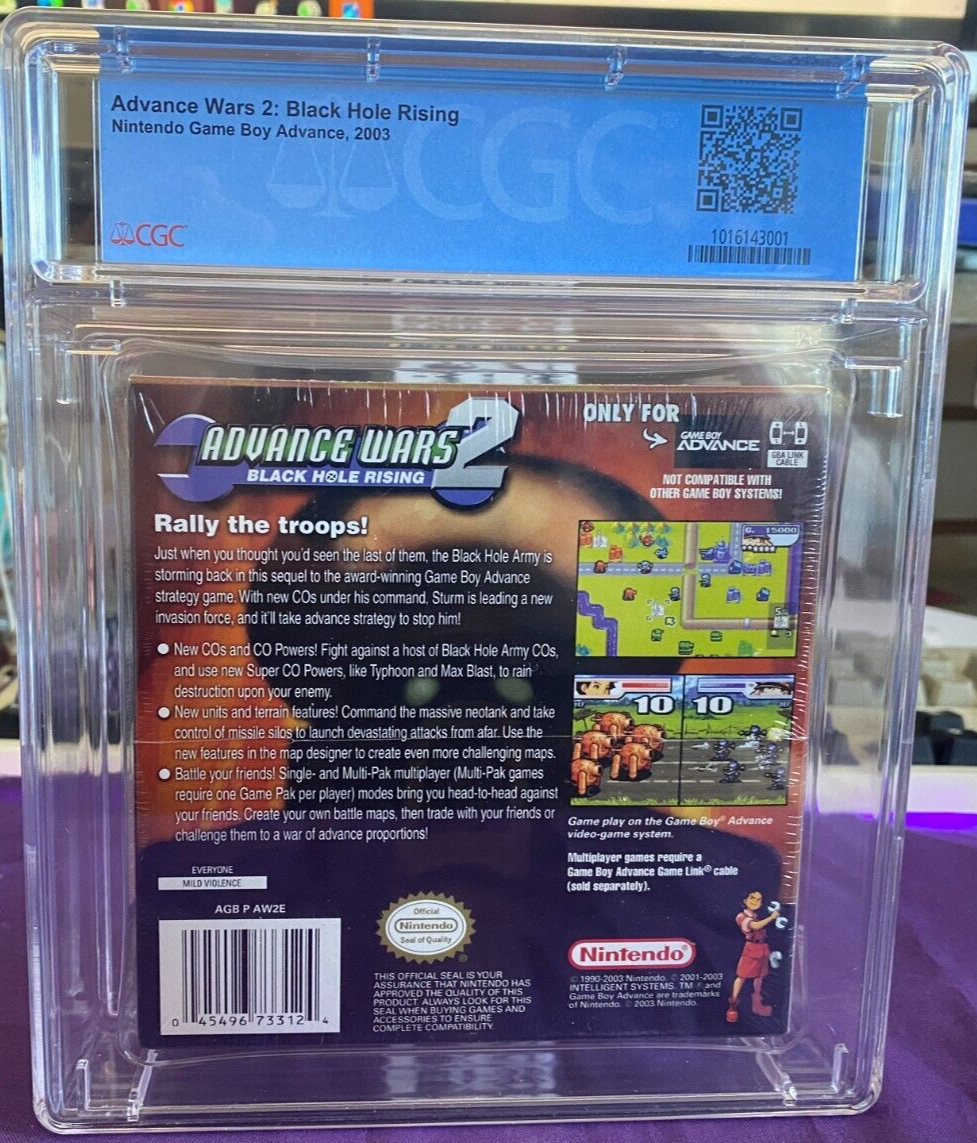 Advance Wars 2: Black Hole Rising
Nintendo Game Boy Advance, 2003
CGC®
CGC
1016143001
ADVANCE WARS 2
BLACK HOLE RISING
ONLY FOR
GAME BOY
ADVANCE
GBA LINK
CABLE
NOT COMPATIBLE WITH
OTHER GAME BOY SYSTEMS!
Rally the troops!
Just when you thought you'd seen the last of them, the Black Hole Army is
storming back in this sequel to the award-winning Game Boy Advance
strategy game. With new COs under his command, Sturm is leading a new
invasion force, and it'll take advance strategy to stop him!
● New COs and CO Powers! Fight against a host of Black Hole Army COs,
and use new Super CO Powers, like Typhoon and Max Blast, to rain
destruction upon your enemy.
● New units and terrain features! Command the massive neotank and take
control of missile silos to launch devastating attacks from afar. Use the
new features in the map designer to create even more challenging maps.
● Battle your friends! Single- and Multi-Pak multiplayer (Multi-Pak games
require one Game Pak per player) modes bring you head-to-head against
your friends. Create your own battle maps, then trade with your friends or
challenge them to a war of advance proportions!
G. 15000
10 10
Game play on the Game Boy® Advance
video-game system.
Multiplayer games require a
Game Boy Advance Game Link® cable
(sold separately).
EVERYONE
MILD VIOLENCE
AGB P AW2E
0 45496 73312 4
Official
Nintendo
Seal of Quality
THIS OFFICIAL SEAL IS YOUR
ASSURANCE THAT NINTENDO HAS
APPROVED THE QUALITY OF THIS
PRODUCT. ALWAYS LOOK FOR THIS
SEAL WHEN BUYING GAMES AND
ACCESSORIES TO ENSURE
COMPLETE COMPATIBILITY.
Nintendo®
© 1990-2003 Nintendo. © 2001-2003
INTELLIGENT SYSTEMS. TM, ® and
Game Boy Advance are trademarks
of Nintendo. © 2003 Nintendo.